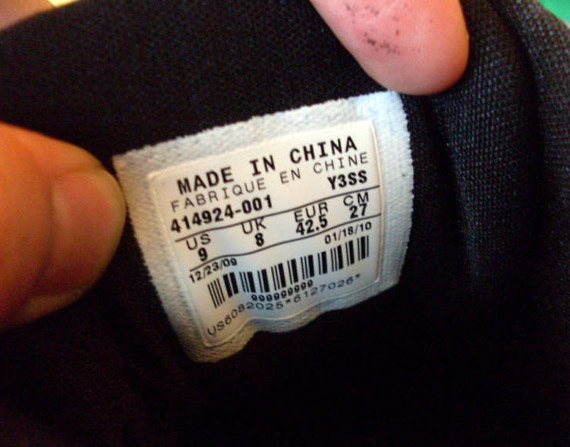 MADE IN CHINA
FABRIQUE EN CHINE
414924-001 Y3SS
US UK EUR CM
9 8 42.5 27
12/23/09 01/18/10
999999999
US6082025*6127026*